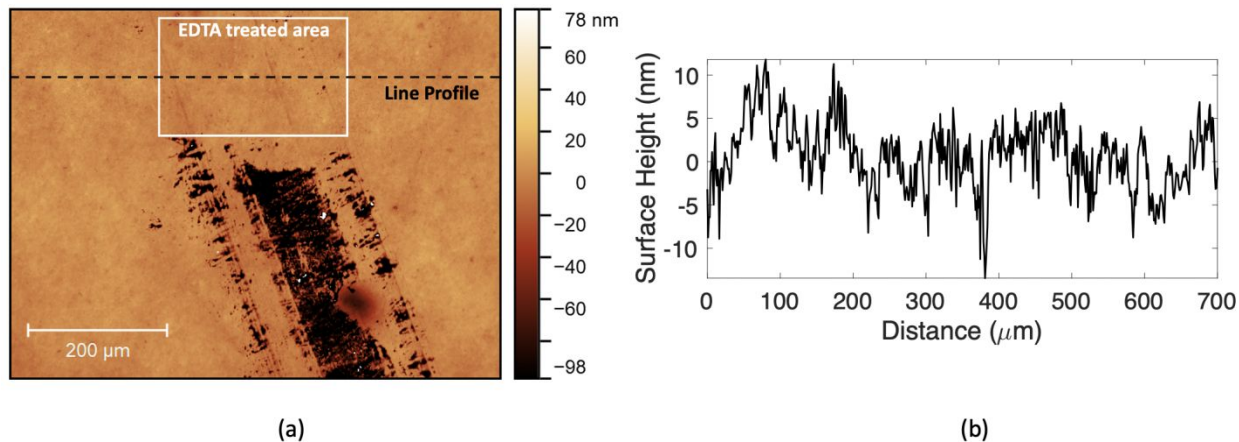 EDTA treated area
Line Profile
200 µm
78 nm
60
40
20
0
−20
−40
−60
−98
(a)
Surface Height (nm)
10
5
0
-5
-10
0 100 200 300 400 500 600 700
Distance (µm)
(b)